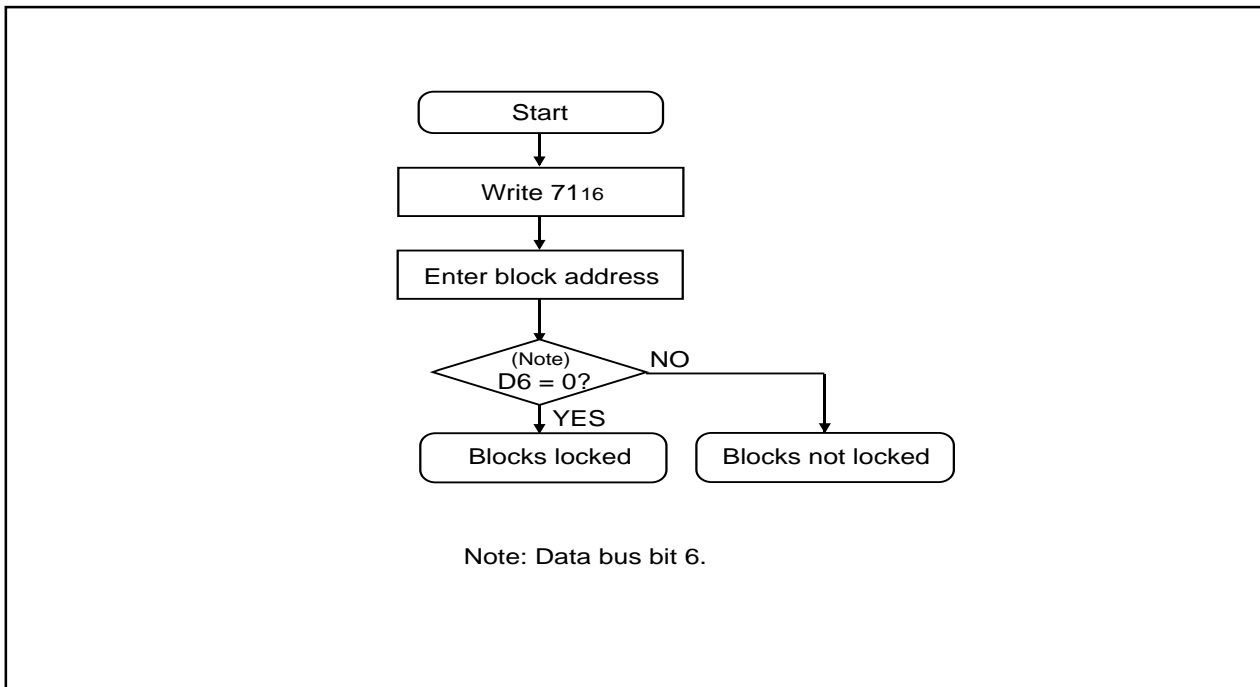 Start
Write 7116
Enter block address
(Note)
D6 = 0?
NO
YES
Blocks locked
Blocks not locked
Note: Data bus bit 6.